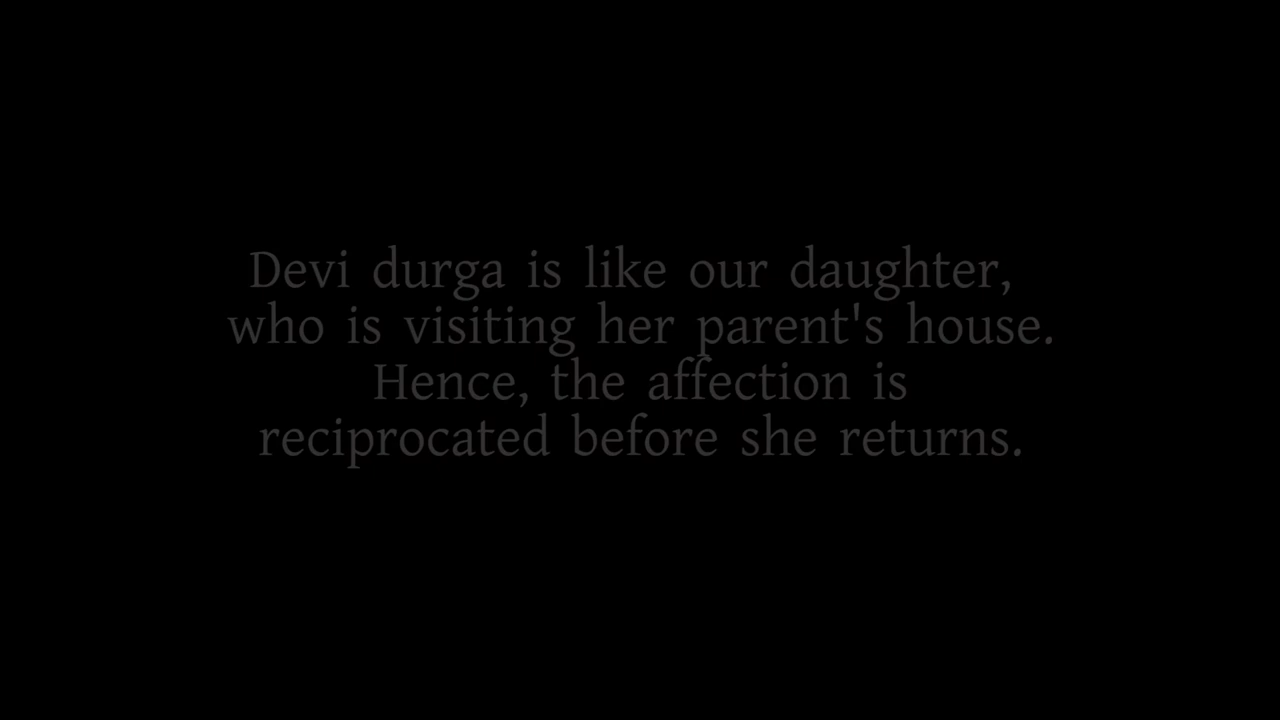 Devi durga is like our daughter,
who is visiting her parent's house.
Hence, the affection is
reciprocated before she returns.